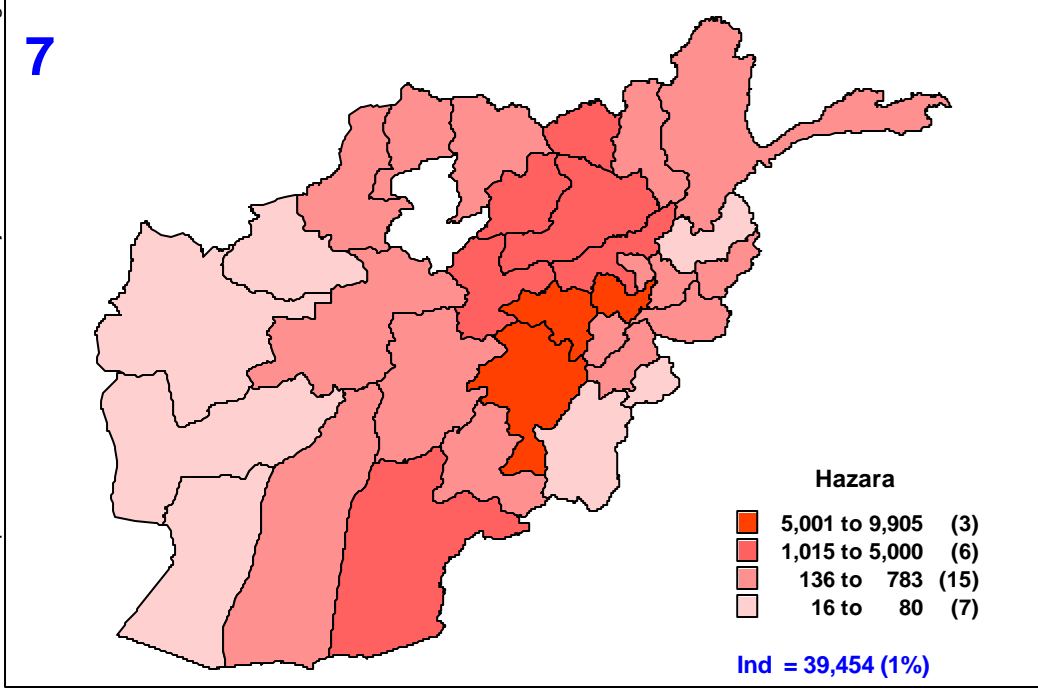 7
Hazara
5,001 to 9,905 (3)
1,015 to 5,000 (6)
136 to 783 (15)
16 to 80 (7)
Ind = 39,454 (1%)